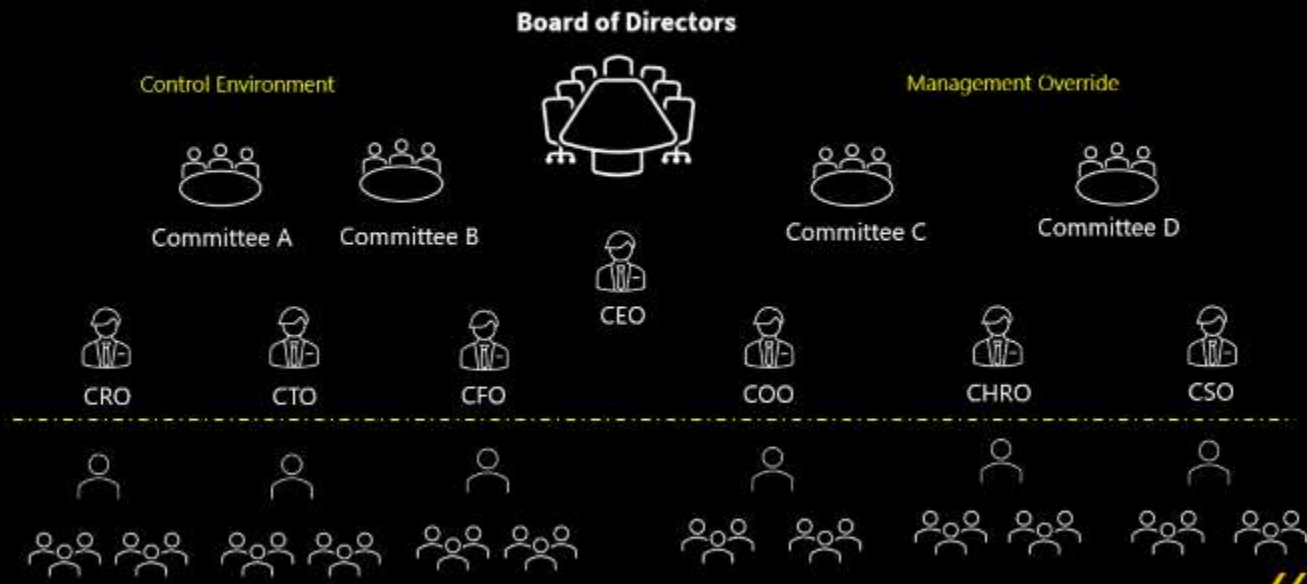 Board of Directors
Control Environment
Management Override
Committee A
Committee B
Committee C
Committee D
CEO
CRO
CTO
CFO
COO
CHRO
CSO